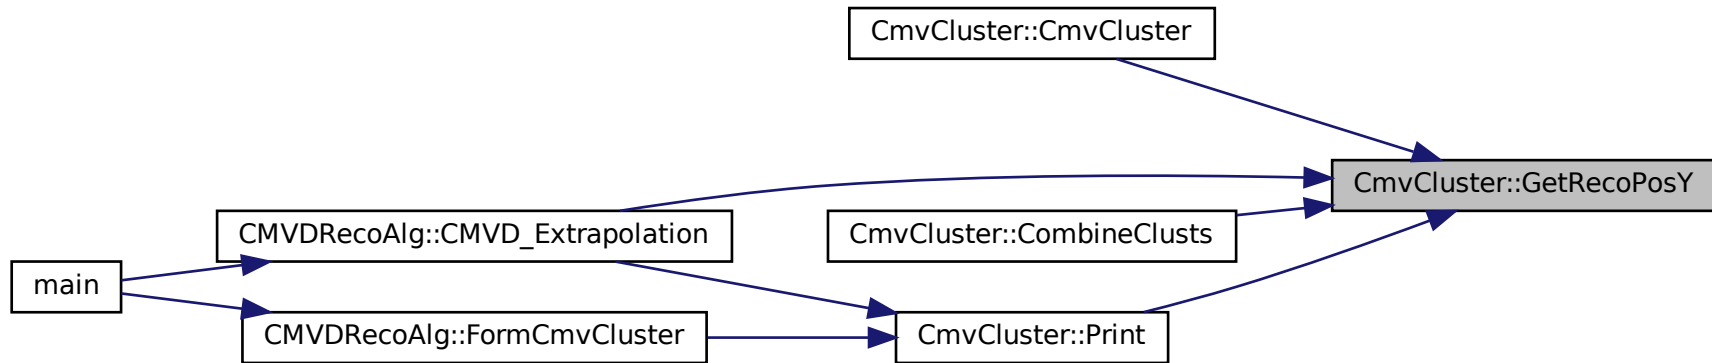 CmvCluster::CmvCluster
CmvCluster::GetRecoPosY
CMVDRecoAlg::CMVD_Extrapolation
CmvCluster::CombineClusts
main
CMVDRecoAlg::FormCmvCluster
CmvCluster::Print